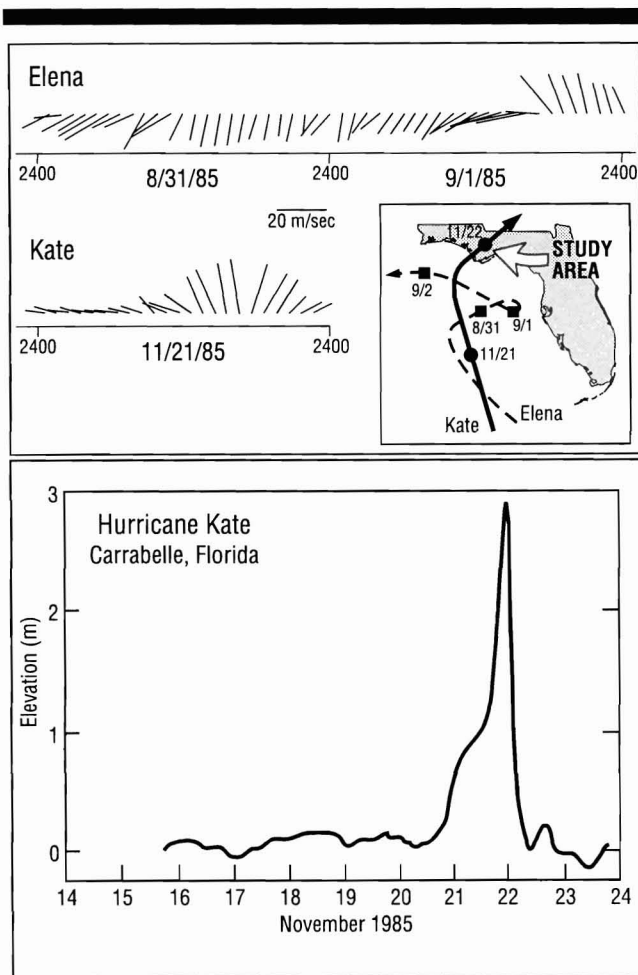 Elena
2400
8/31/85
2400
9/1/85
2400
20 m/sec
Kate
2400
11/21/85
2400
11/22
STUDY
AREA
9/2
8/31
9/1
11/21
Elena
Kate
3
2
1
0
Elevation (m)
Hurricane Kate
Carrabelle, Florida
14 15 16 17 18 19 20 21 22 23 24
November 1985